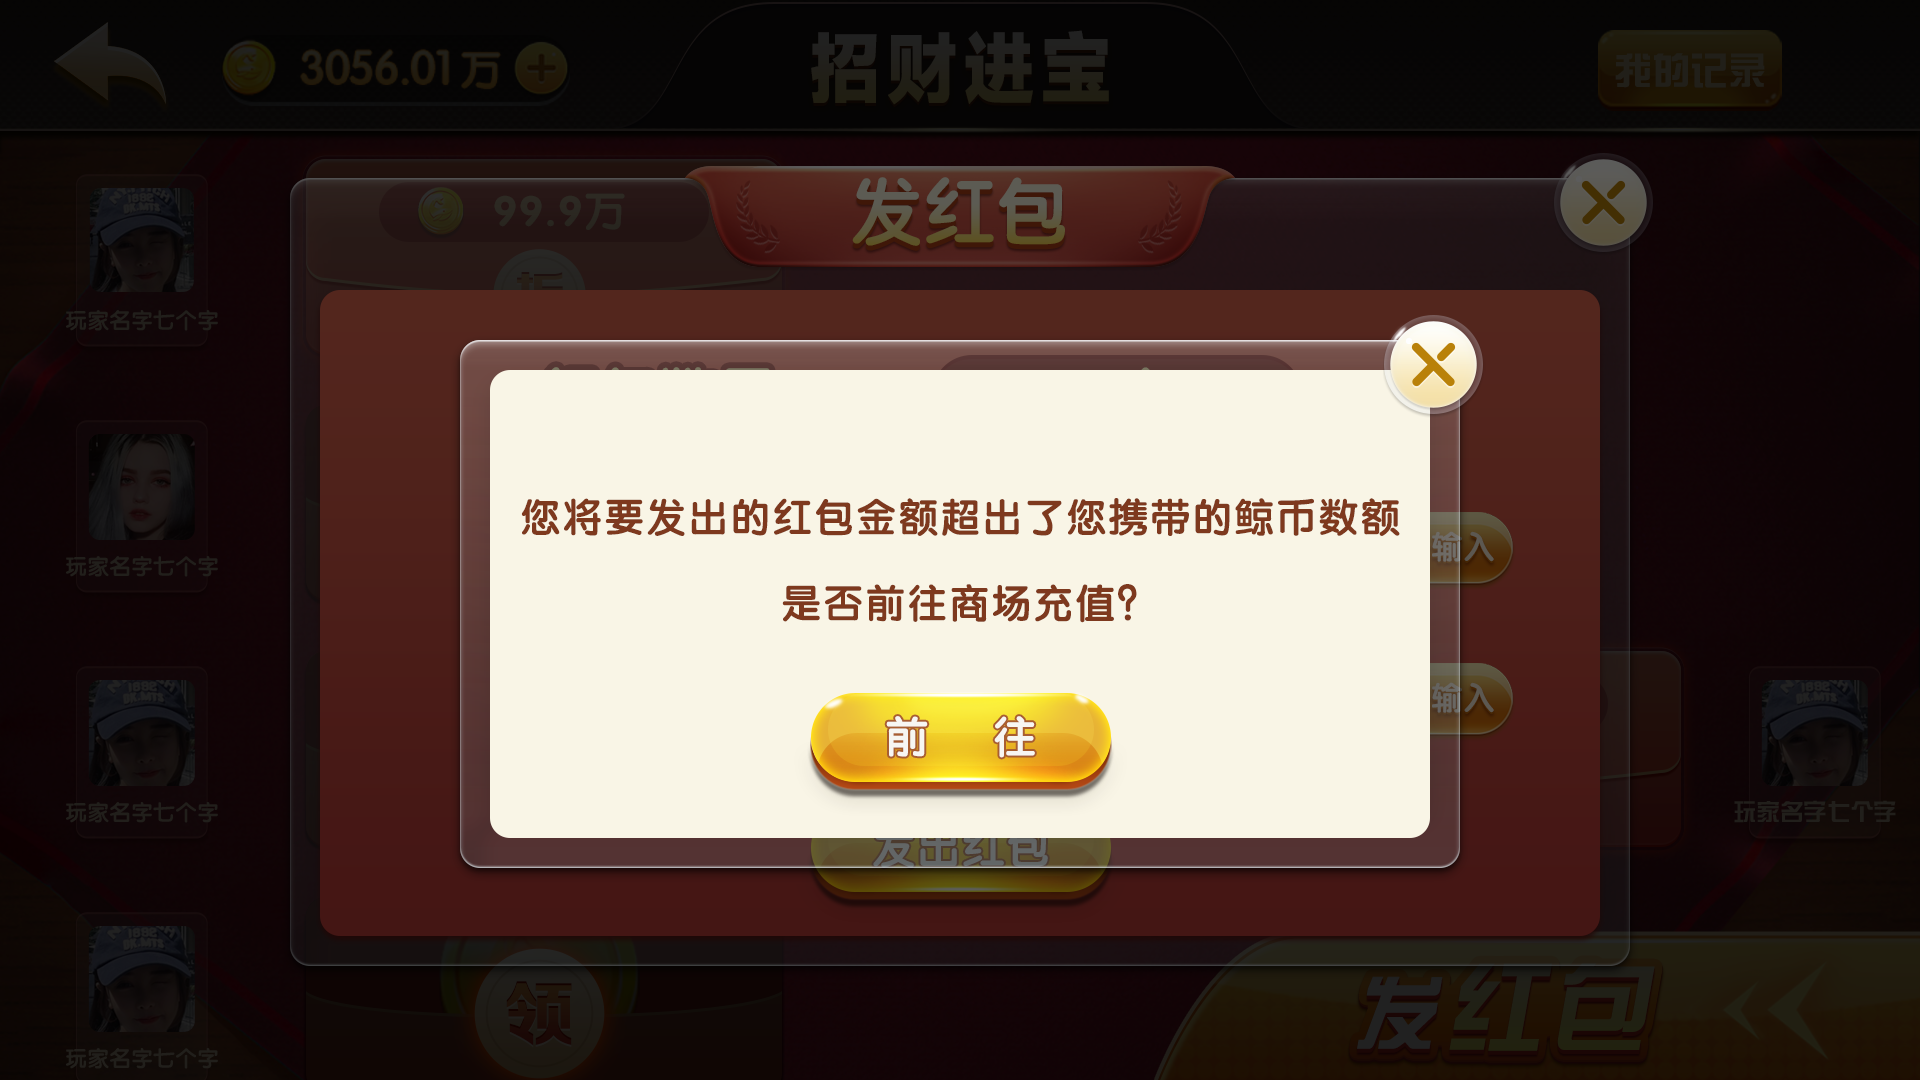 3056.01万
招财进宝
我的记录
99.9万
发红包
玩家名字七个字
您将要发出的红包金额超出了您携带的鲸币数额
输入
是否前往商场充值?
玩家名字七个字
输入
前 往
玩家名字七个字
玩家名字七个字
发出红包
领
发红包
玩家名字七个字